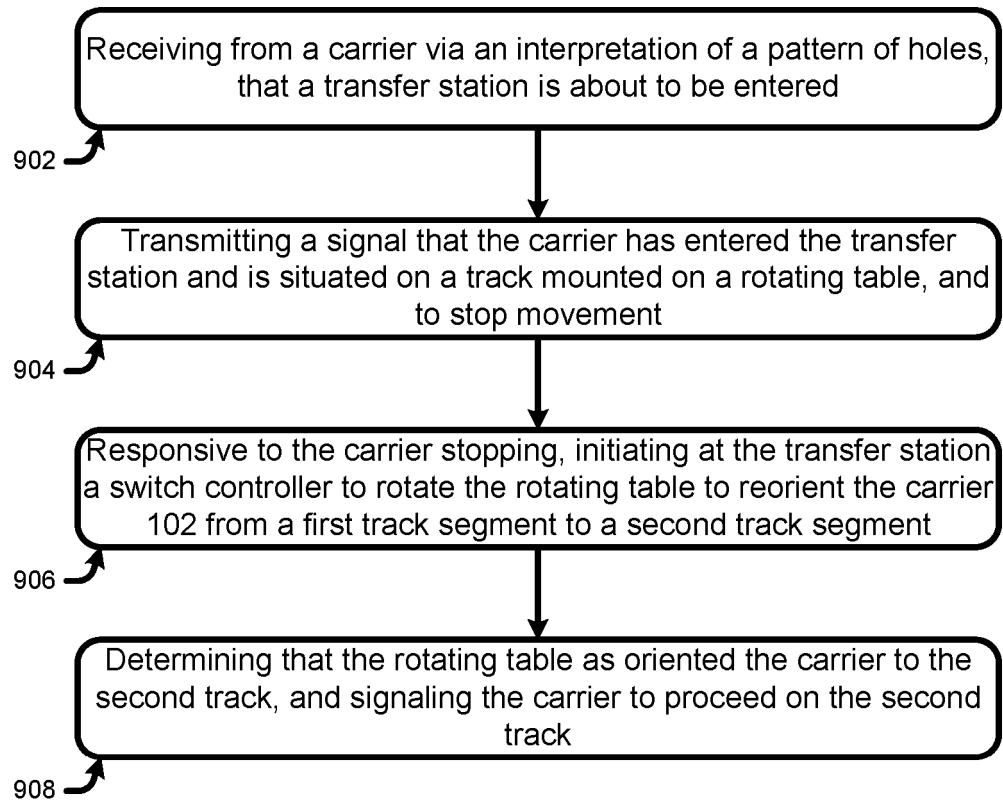 Receiving from a carrier via an interpretation of a pattern of holes,
that a transfer station is about to be entered
902
Transmitting a signal that the carrier has entered the transfer
station and is situated on a track mounted on a rotating table, and
to stop movement
904
Responsive to the carrier stopping, initiating at the transfer station
a switch controller to rotate the rotating table to reorient the carrier
102 from a first track segment to a second track segment
906
Determining that the rotating table as oriented the carrier to the
second track, and signaling the carrier to proceed on the second
track
908